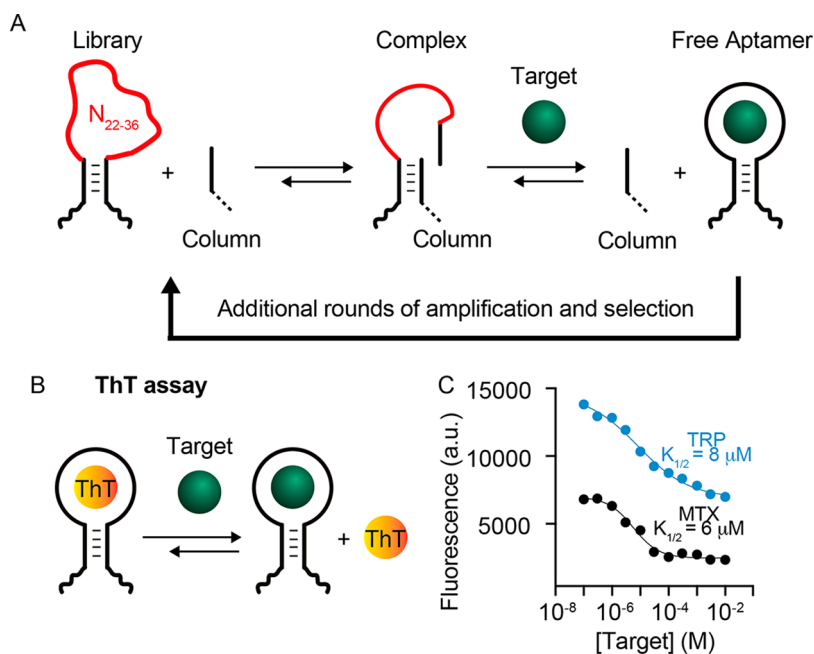 A
Library
Complex
Free Aptamer
Target
N22-36
+
+
Column
Column
Column
Additional rounds of amplification and selection
B
ThT assay
Target
ThT
+
ThT
C
Fluorescence (a.u.)
15000
10000
5000
TRP
K1/2 = 8 μM
MTX
K1/2 = 6 μM
10-8
10-6
10-4
10-2
[Target] (M)